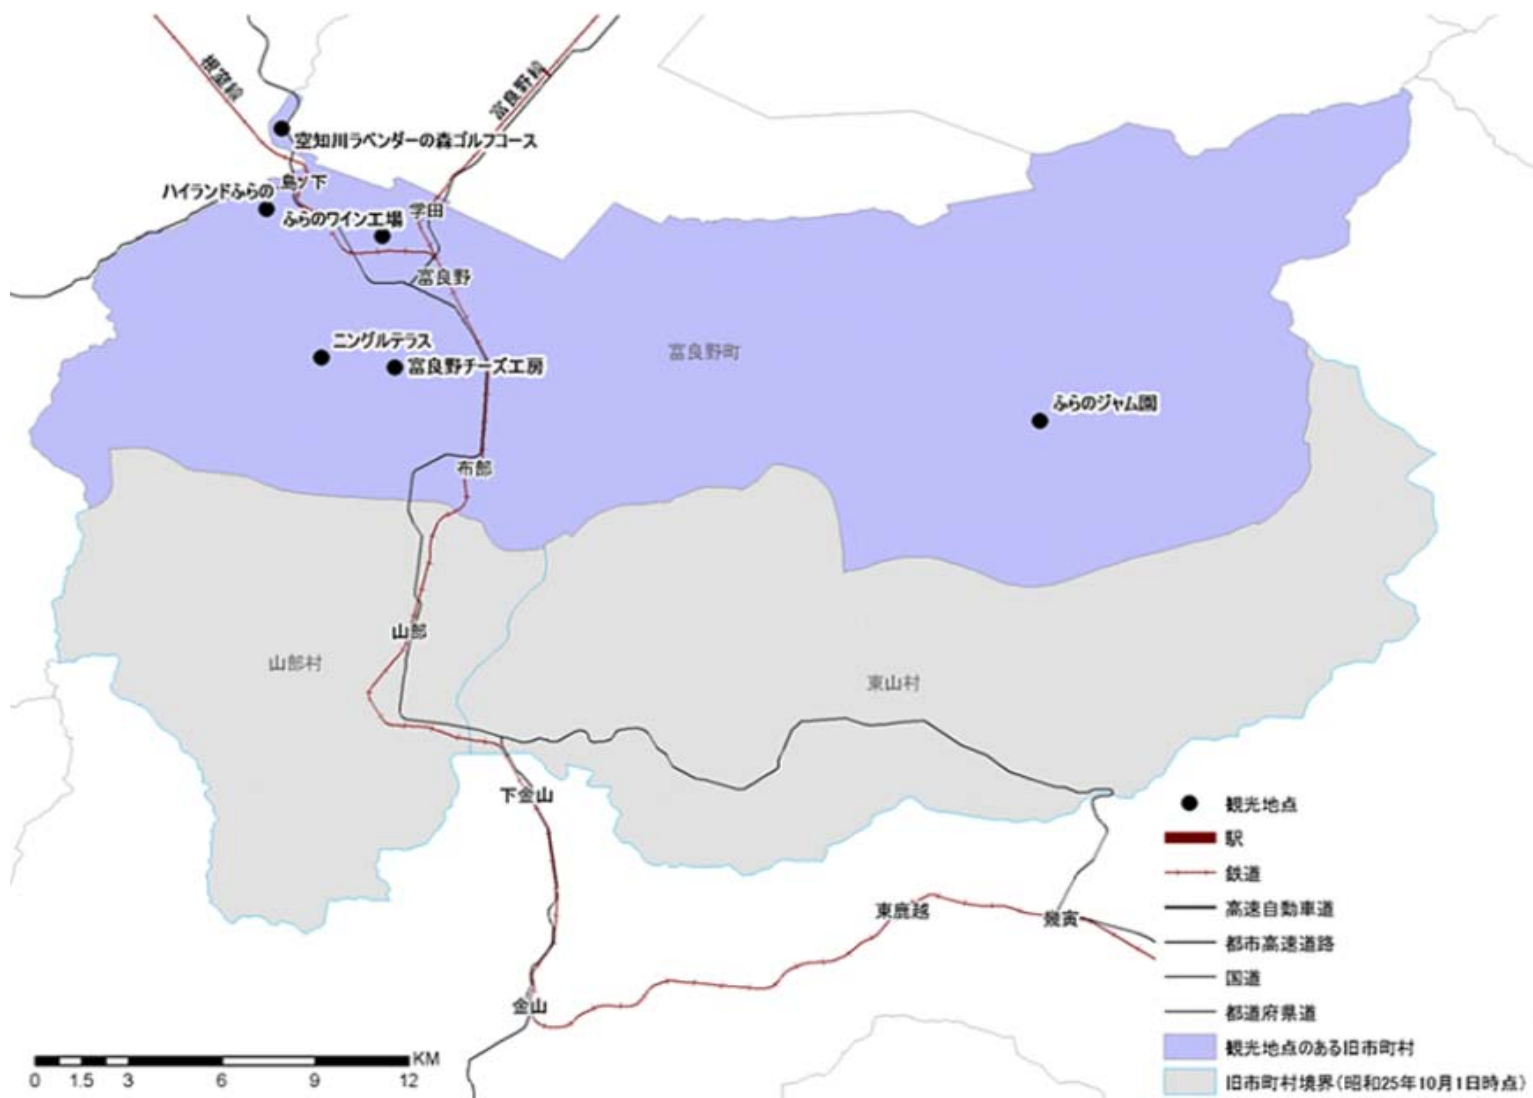 根室線
富良野線
空知川ラベンダーの森ゴルフコース
島ノ下
ハイランドふらの
ふらのワイン工場
学田
富良野
ニングルテラス
富良野チーズ工房
富良野町
ふらのジャム園
布部
山部
山部村
東山村
下金山
東鹿越
幾寅
金山
観光地点
駅
鉄道
高速自動車道
都市高速道路
国道
都道府県道
観光地点のある旧市町村
旧市町村境界(昭和25年10月1日時点)
KM
0 1.5 3 6 9 12